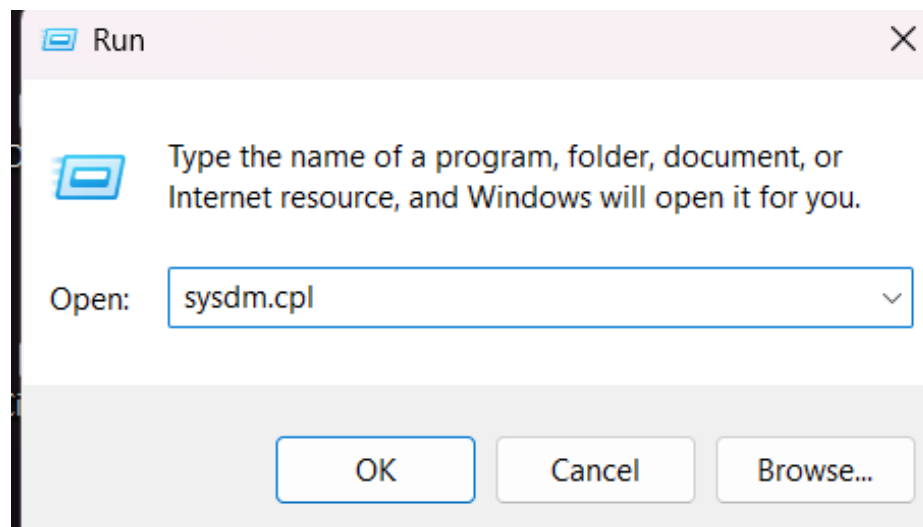 Run
Type the name of a program, folder, document, or
Internet resource, and Windows will open it for you.
Open: sysdm.cpl
OK Cancel Browse...